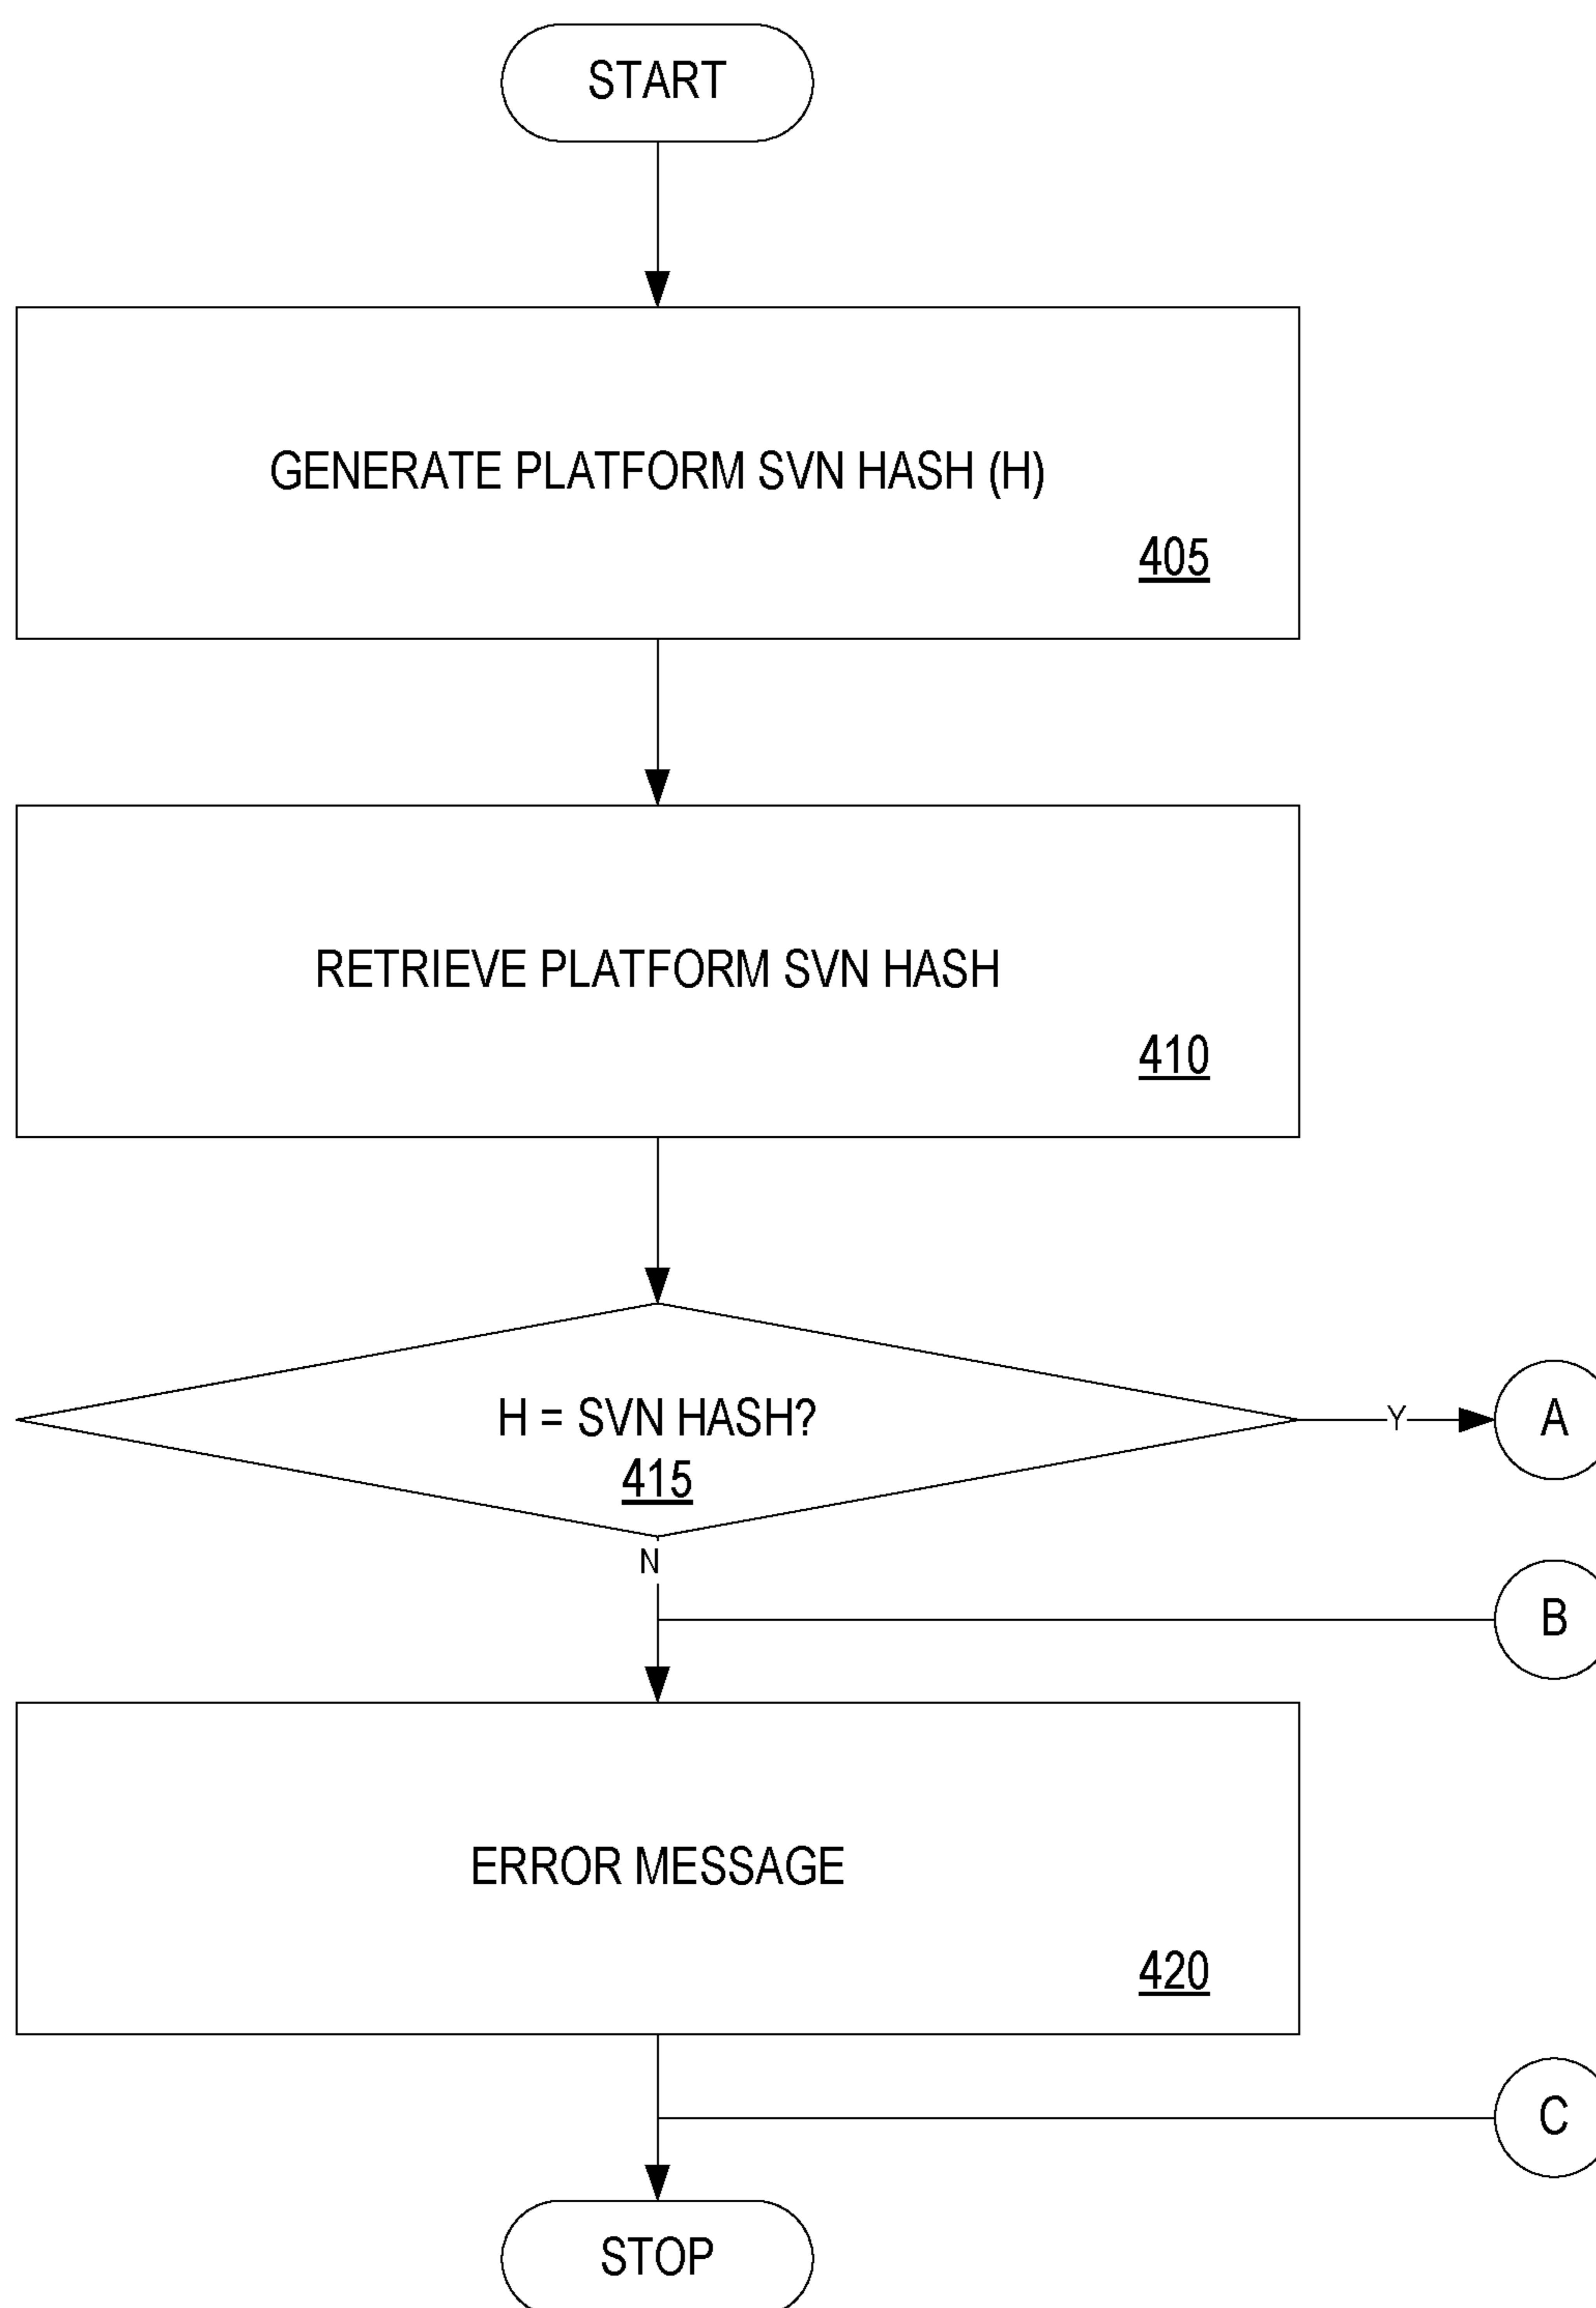 START
GENERATE PLATFORM SVN HASH (H)
405
RETRIEVE PLATFORM SVN HASH
410
H = SVN HASH?
415
Y
A
N
B
ERROR MESSAGE
420
C
STOP